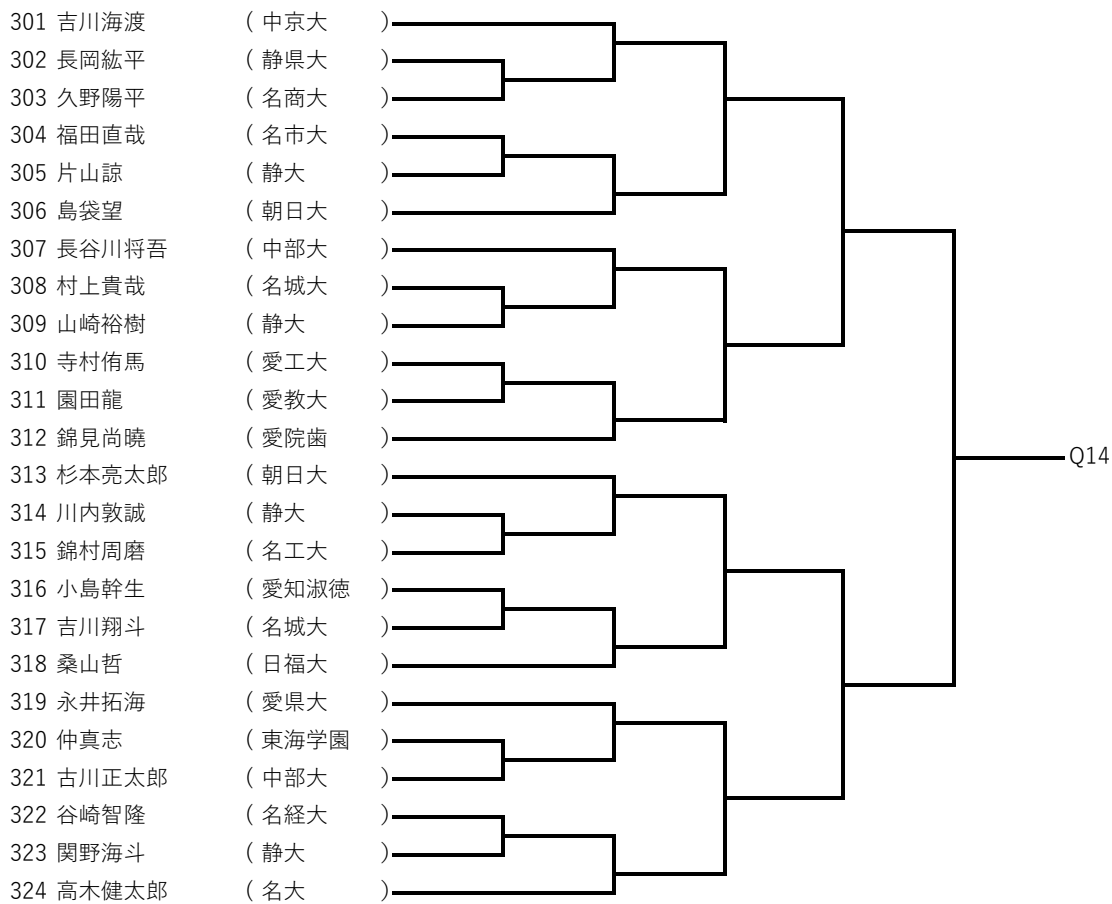 301 吉川海渡 ( 中京大 )
302 長岡紘平 ( 静県大 )
303 久野陽平 ( 名商大 )
304 福田直哉 ( 名市大 )
305 片山諒 ( 静大 )
306 島袋望 ( 朝日大 )
307 長谷川将吾 ( 中部大 )
308 村上貴哉 ( 名城大 )
309 山崎裕樹 ( 静大 )
310 寺村侑馬 ( 愛工大 )
311 園田龍 ( 愛教大 )
312 錦見尚曉 ( 愛院歯 )
Q14
313 杉本亮太郎 ( 朝日大 )
314 川内敦誠 ( 静大 )
315 錦村周磨 ( 名工大 )
316 小島幹生 ( 愛知淑徳 )
317 吉川翔斗 ( 名城大 )
318 桑山哲 ( 日福大 )
319 永井拓海 ( 愛県大 )
320 仲真志 ( 東海学園 )
321 古川正太郎 ( 中部大 )
322 谷崎智隆 ( 名経大 )
323 関野海斗 ( 静大 )
324 高木健太郎 ( 名大 )